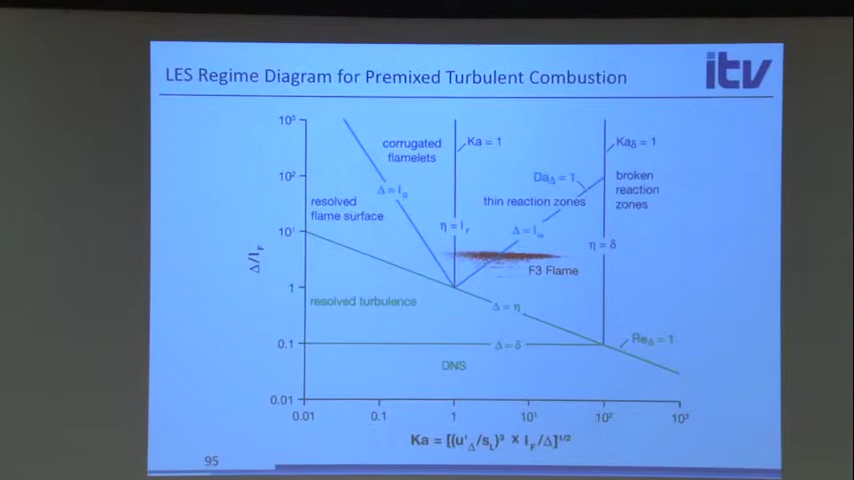 LES Regime Diagram for Premixed Turbulent Combustion
itv
10³
corrugated
flamelets
Ka = 1
Kaδ = 1
10²
Δ = l_G
Da_Δ = 1
broken
reaction
zones
resolved
flame surface
thin reaction zones
10¹
η = l_F
Δ = l_m
η = δ
Δ/l_F
F3 Flame
1
resolved turbulence
Δ = η
0.1
Δ = δ
Re_Δ = 1
DNS
0.01
0.01
0.1
1
10¹
10²
10³
Ka = [(u'_Δ/s_L)³ x l_F/Δ]^1/2
95